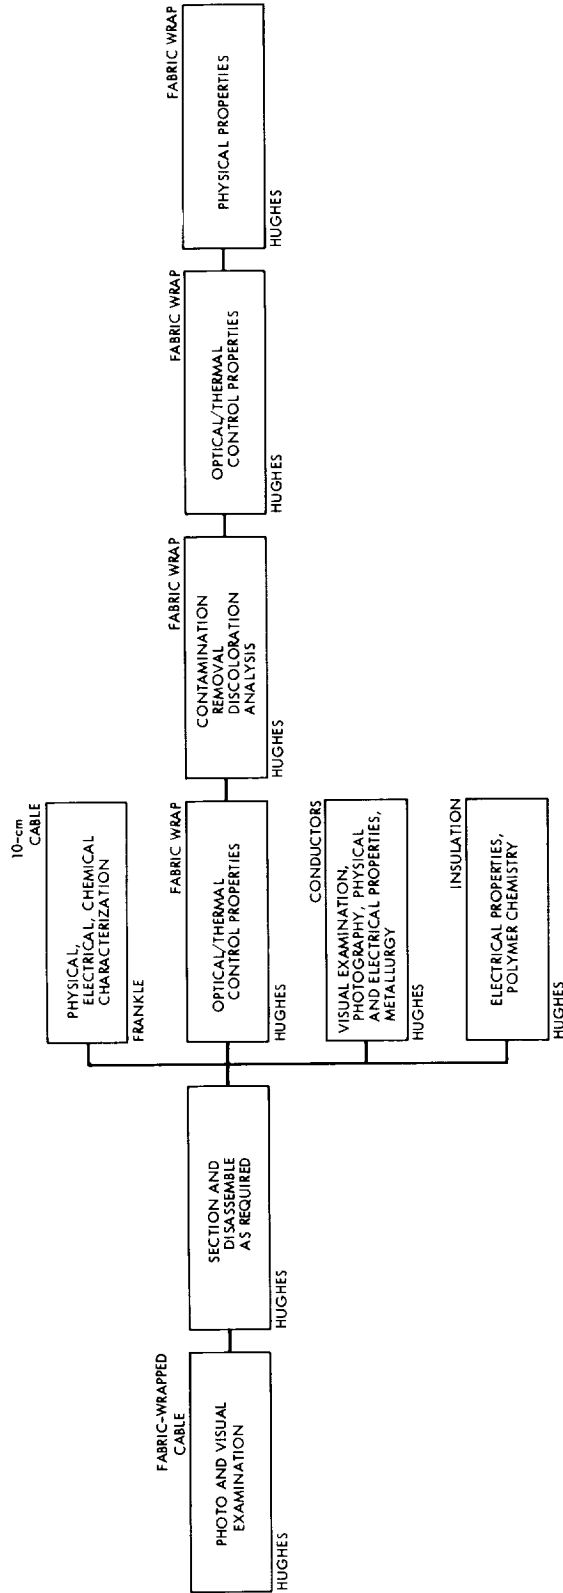 FABRIC-WRAPPED
CABLE
PHOTO AND VISUAL
EXAMINATION
HUGHES
SECTION AND
DISASSEMBLE
AS REQUIRED
HUGHES
10-cm
CABLE
PHYSICAL,
ELECTRICAL, CHEMICAL
CHARACTERIZATION
FRANKLE
FABRIC WRAP
OPTICAL/THERMAL
CONTROL PROPERTIES
HUGHES
CONDUCTORS
VISUAL EXAMINATION,
PHOTOGRAPHY, PHYSICAL
AND ELECTRICAL PROPERTIES,
METALLURGY
HUGHES
INSULATION
ELECTRICAL PROPERTIES,
POLYMER CHEMISTRY
HUGHES
FABRIC WRAP
CONTAMINATION
REMOVAL
DISCOLORATION
ANALYSIS
HUGHES
FABRIC WRAP
OPTICAL/THERMAL
CONTROL PROPERTIES
HUGHES
FABRIC WRAP
PHYSICAL PROPERTIES
HUGHES